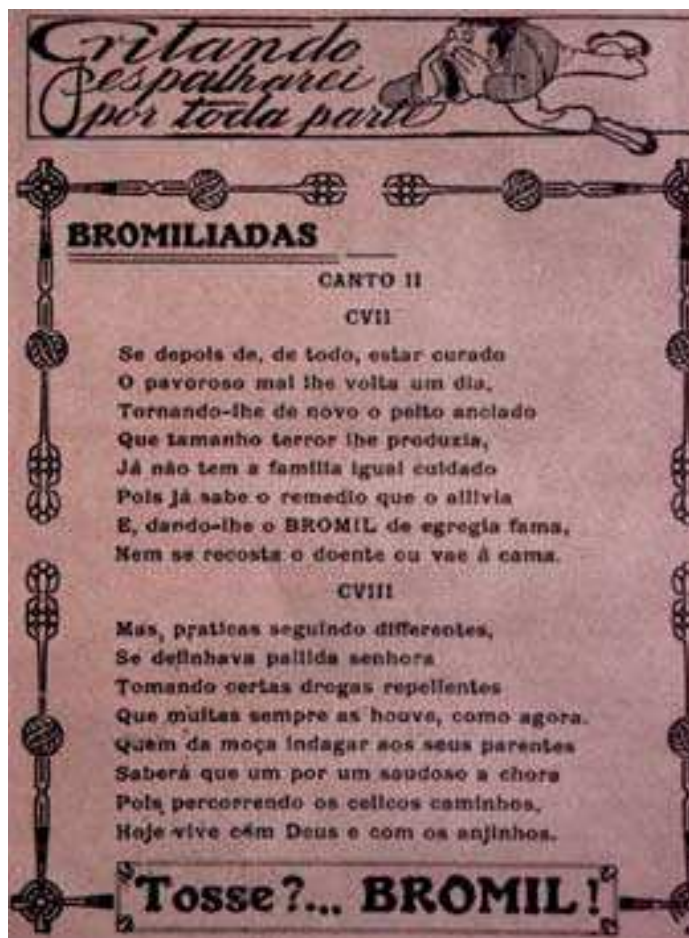 Gritando
espalharei
por toda parte
BROMILIADAS
CANTO II
CVII
Se depois de, de todo, estar curado
O pavoroso mal lhe volta um dia,
Tornando-lhe de novo o peito anciado
Que tamanho terror lhe produzia,
Já não tem a familia igual cuidado
Pois já sabe o remedio que o allivia
E, dando-lhe o BROMIL de egregia fama,
Nem se recosta o doente ou vae á cama.
CVIII
Mas, praticas seguindo differentes,
Se definhava pallida senhora
Tomando certas drogas repellentes
Que muitas sempre as houve, como agora.
Quem da moça indagar aos seus parentes
Saberá que um por um saudoso a chora
Pois, percorrendo os celicos caminhos,
Hoje vive com Deus e com os anjinhos.
Tosse?... BROMIL!